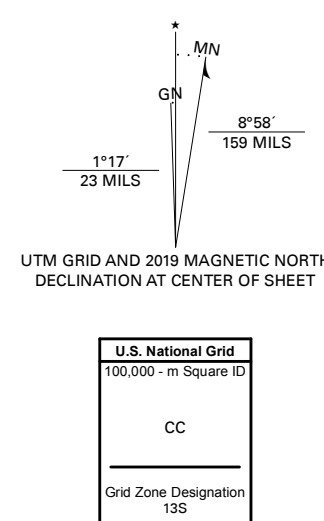 ★
MN
GN
8°58´
159 MILS
1°17´
23 MILS
UTM GRID AND 2019 MAGNETIC NORTH
DECLINATION AT CENTER OF SHEET
U.S. National Grid
100,000 - m Square ID
CC
Grid Zone Designation
13S